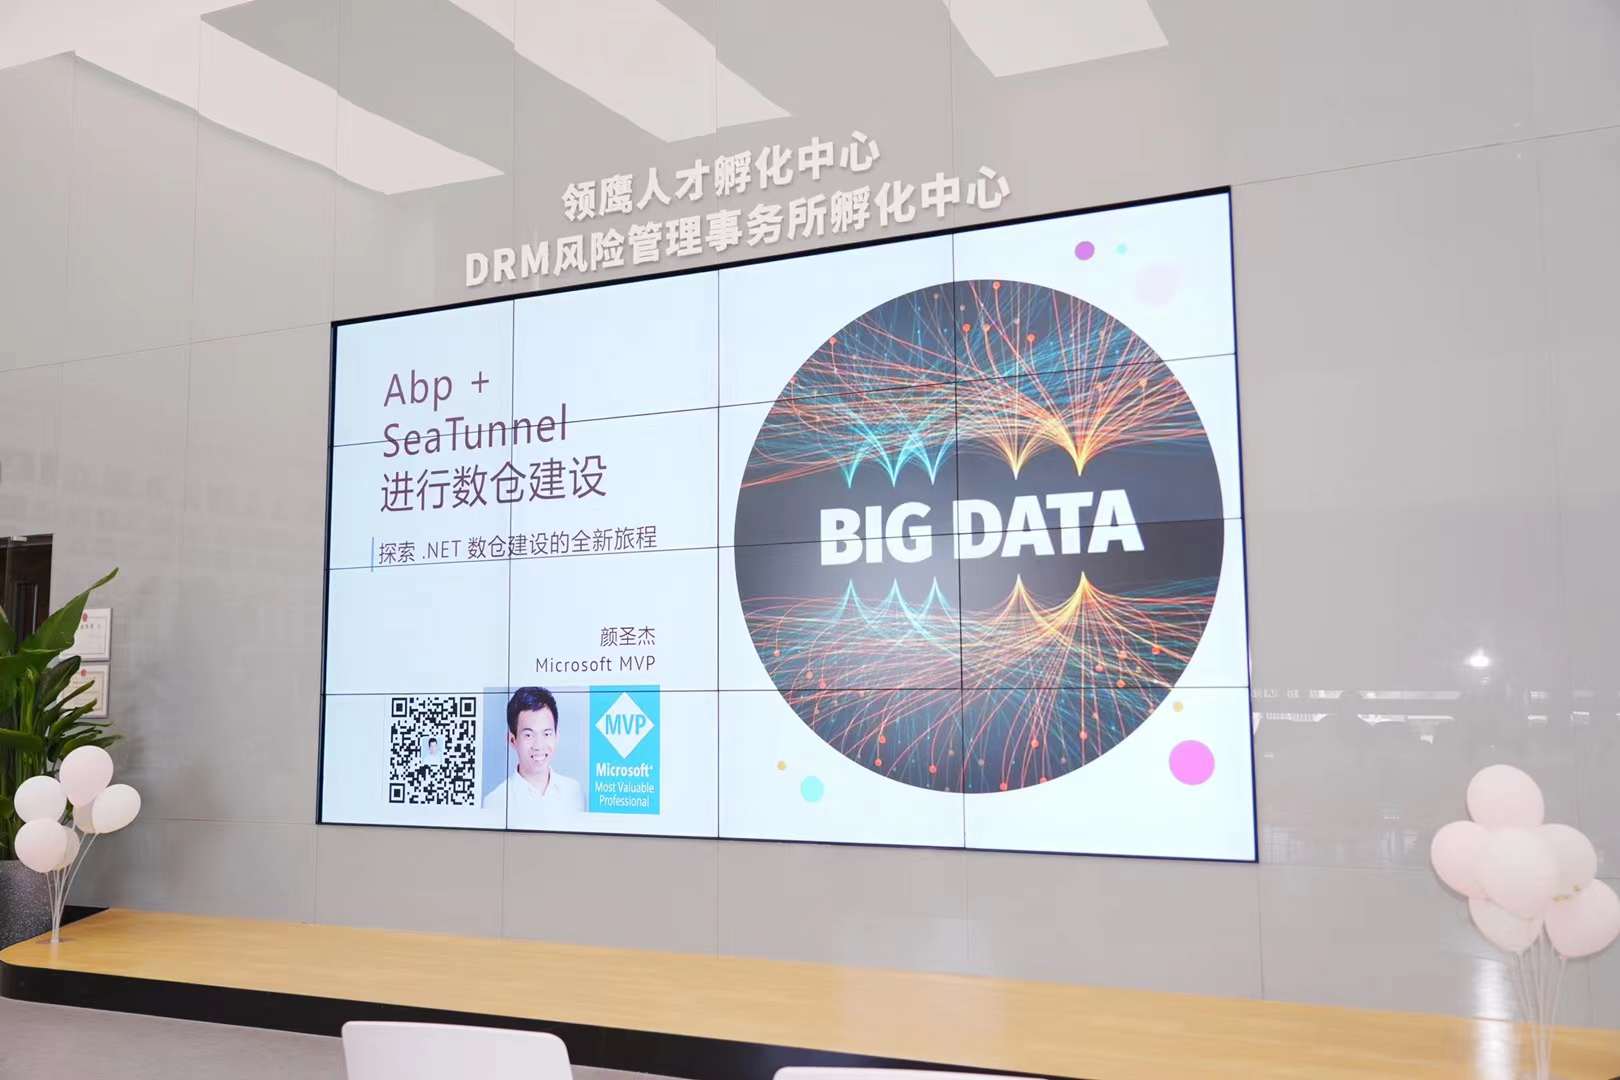 领鹰人才孵化中心
DRM风险管理事务所孵化中心
Abp +
SeaTunnel
进行数仓建设
探索 .NET 数仓建设的全新旅程
颜圣杰
Microsoft MVP
MVP
Microsoft
Most Valuable
Professional
BIG DATA